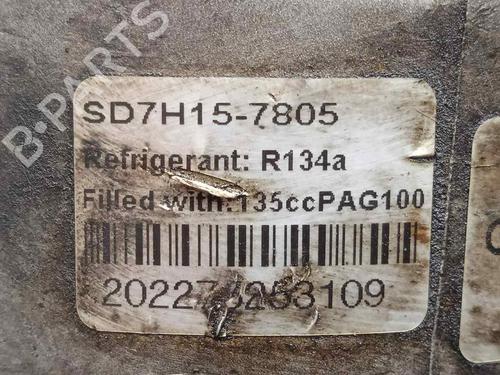 B-PARTS
SD7H15-7805
Refrigerant: R134a
Filled with: 135ccPAG100